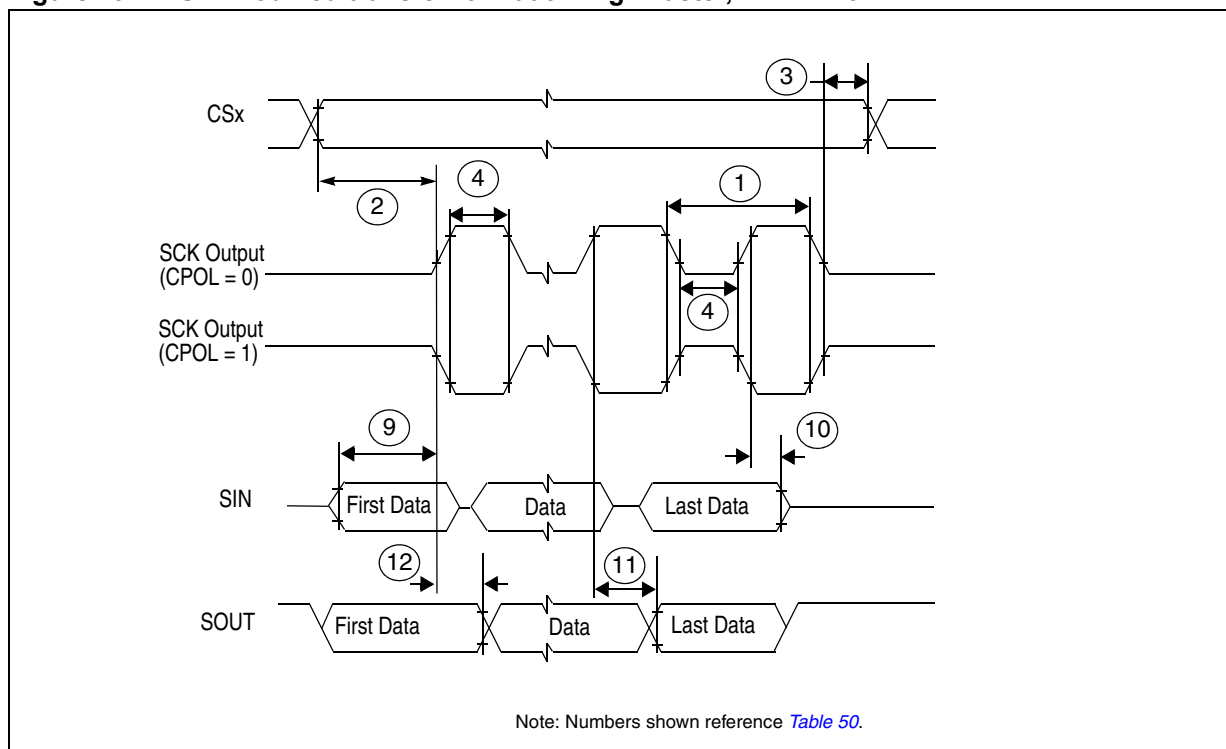 3
CSx
2
4
1
SCK Output
(CPOL = 0)
4
SCK Output
(CPOL = 1)
9
10
SIN
First Data
Data
Last Data
12
11
SOUT
First Data
Data
Last Data
Note: Numbers shown reference Table 50.